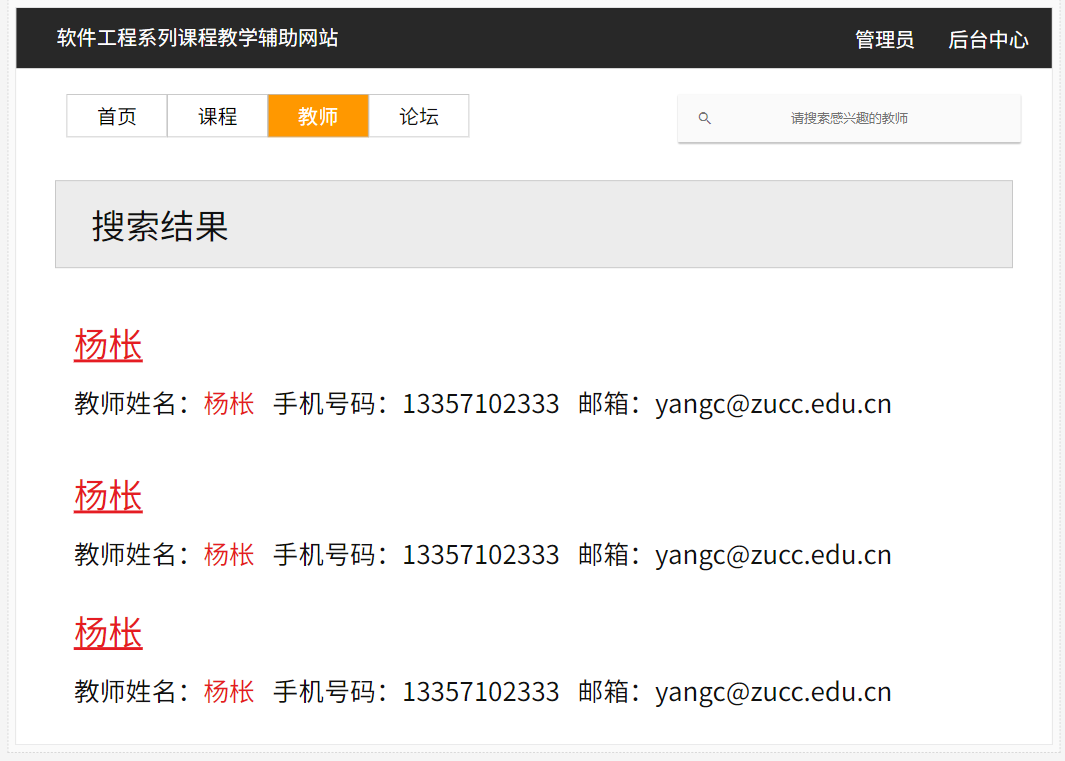 软件工程系列课程教学辅助网站 管理员 后台中心
首页 课程 教师 论坛 请搜索感兴趣的教师
搜索结果
杨枨
教师姓名：杨枨 手机号码：13357102333 邮箱：yangc@zucc.edu.cn
杨枨
教师姓名：杨枨 手机号码：13357102333 邮箱：yangc@zucc.edu.cn
杨枨
教师姓名：杨枨 手机号码：13357102333 邮箱：yangc@zucc.edu.cn